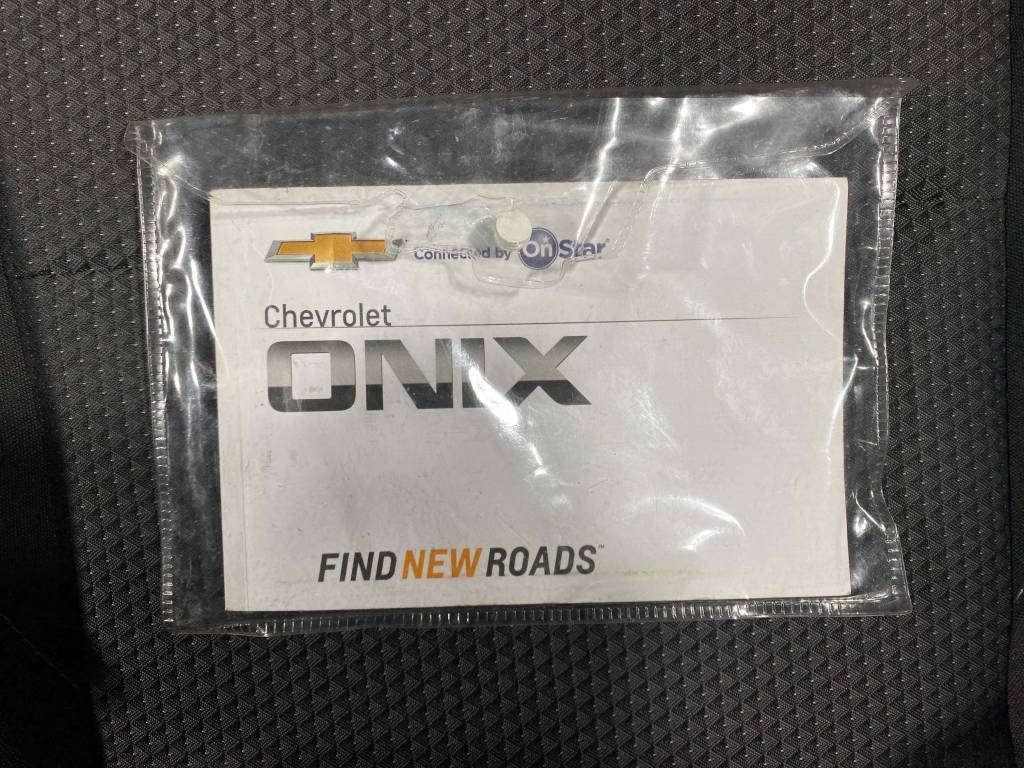 Connected by OnStar
Chevrolet
ONIX
FIND NEW ROADS™